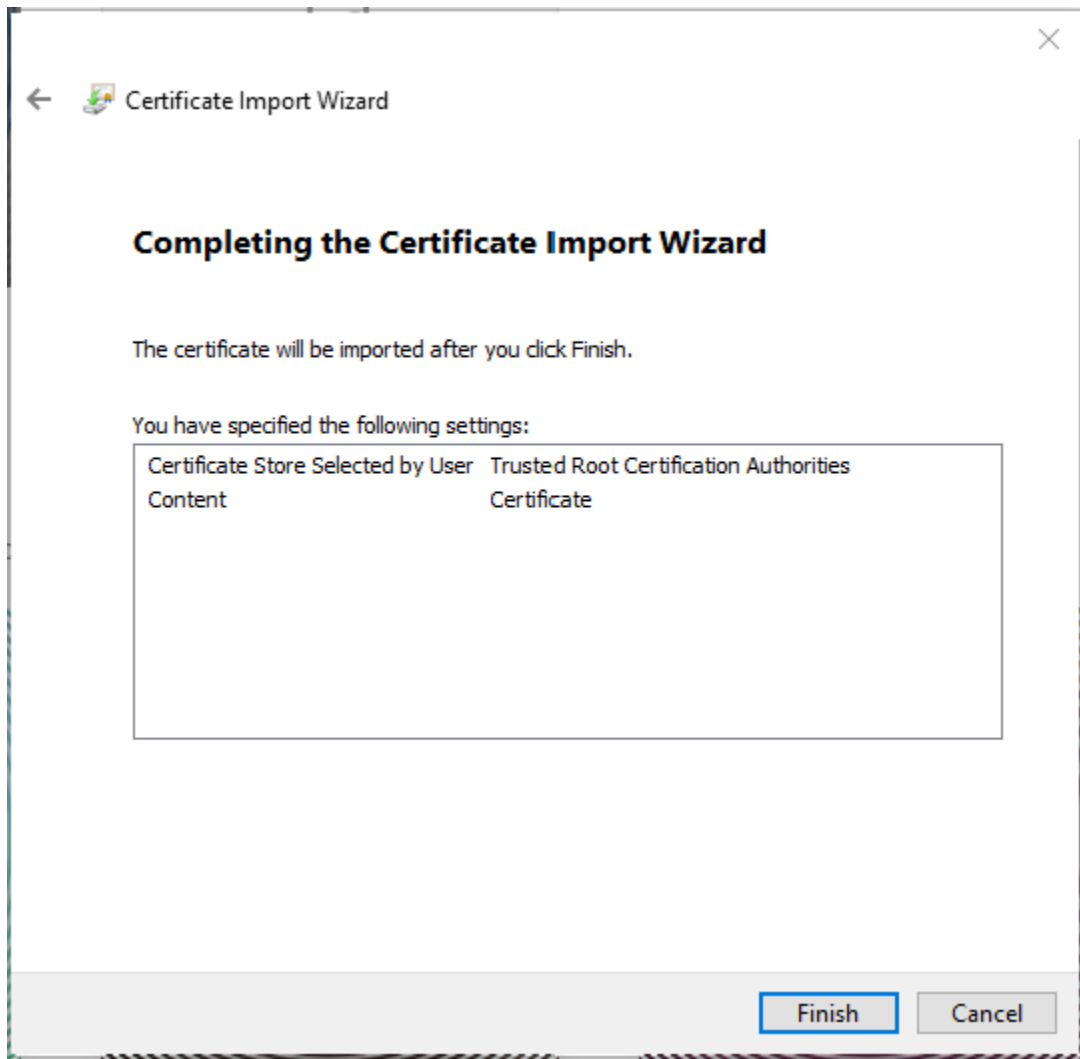 Certificate Import Wizard
Completing the Certificate Import Wizard
The certificate will be imported after you click Finish.
You have specified the following settings:
Certificate Store Selected by User Trusted Root Certification Authorities
Content Certificate
Finish Cancel